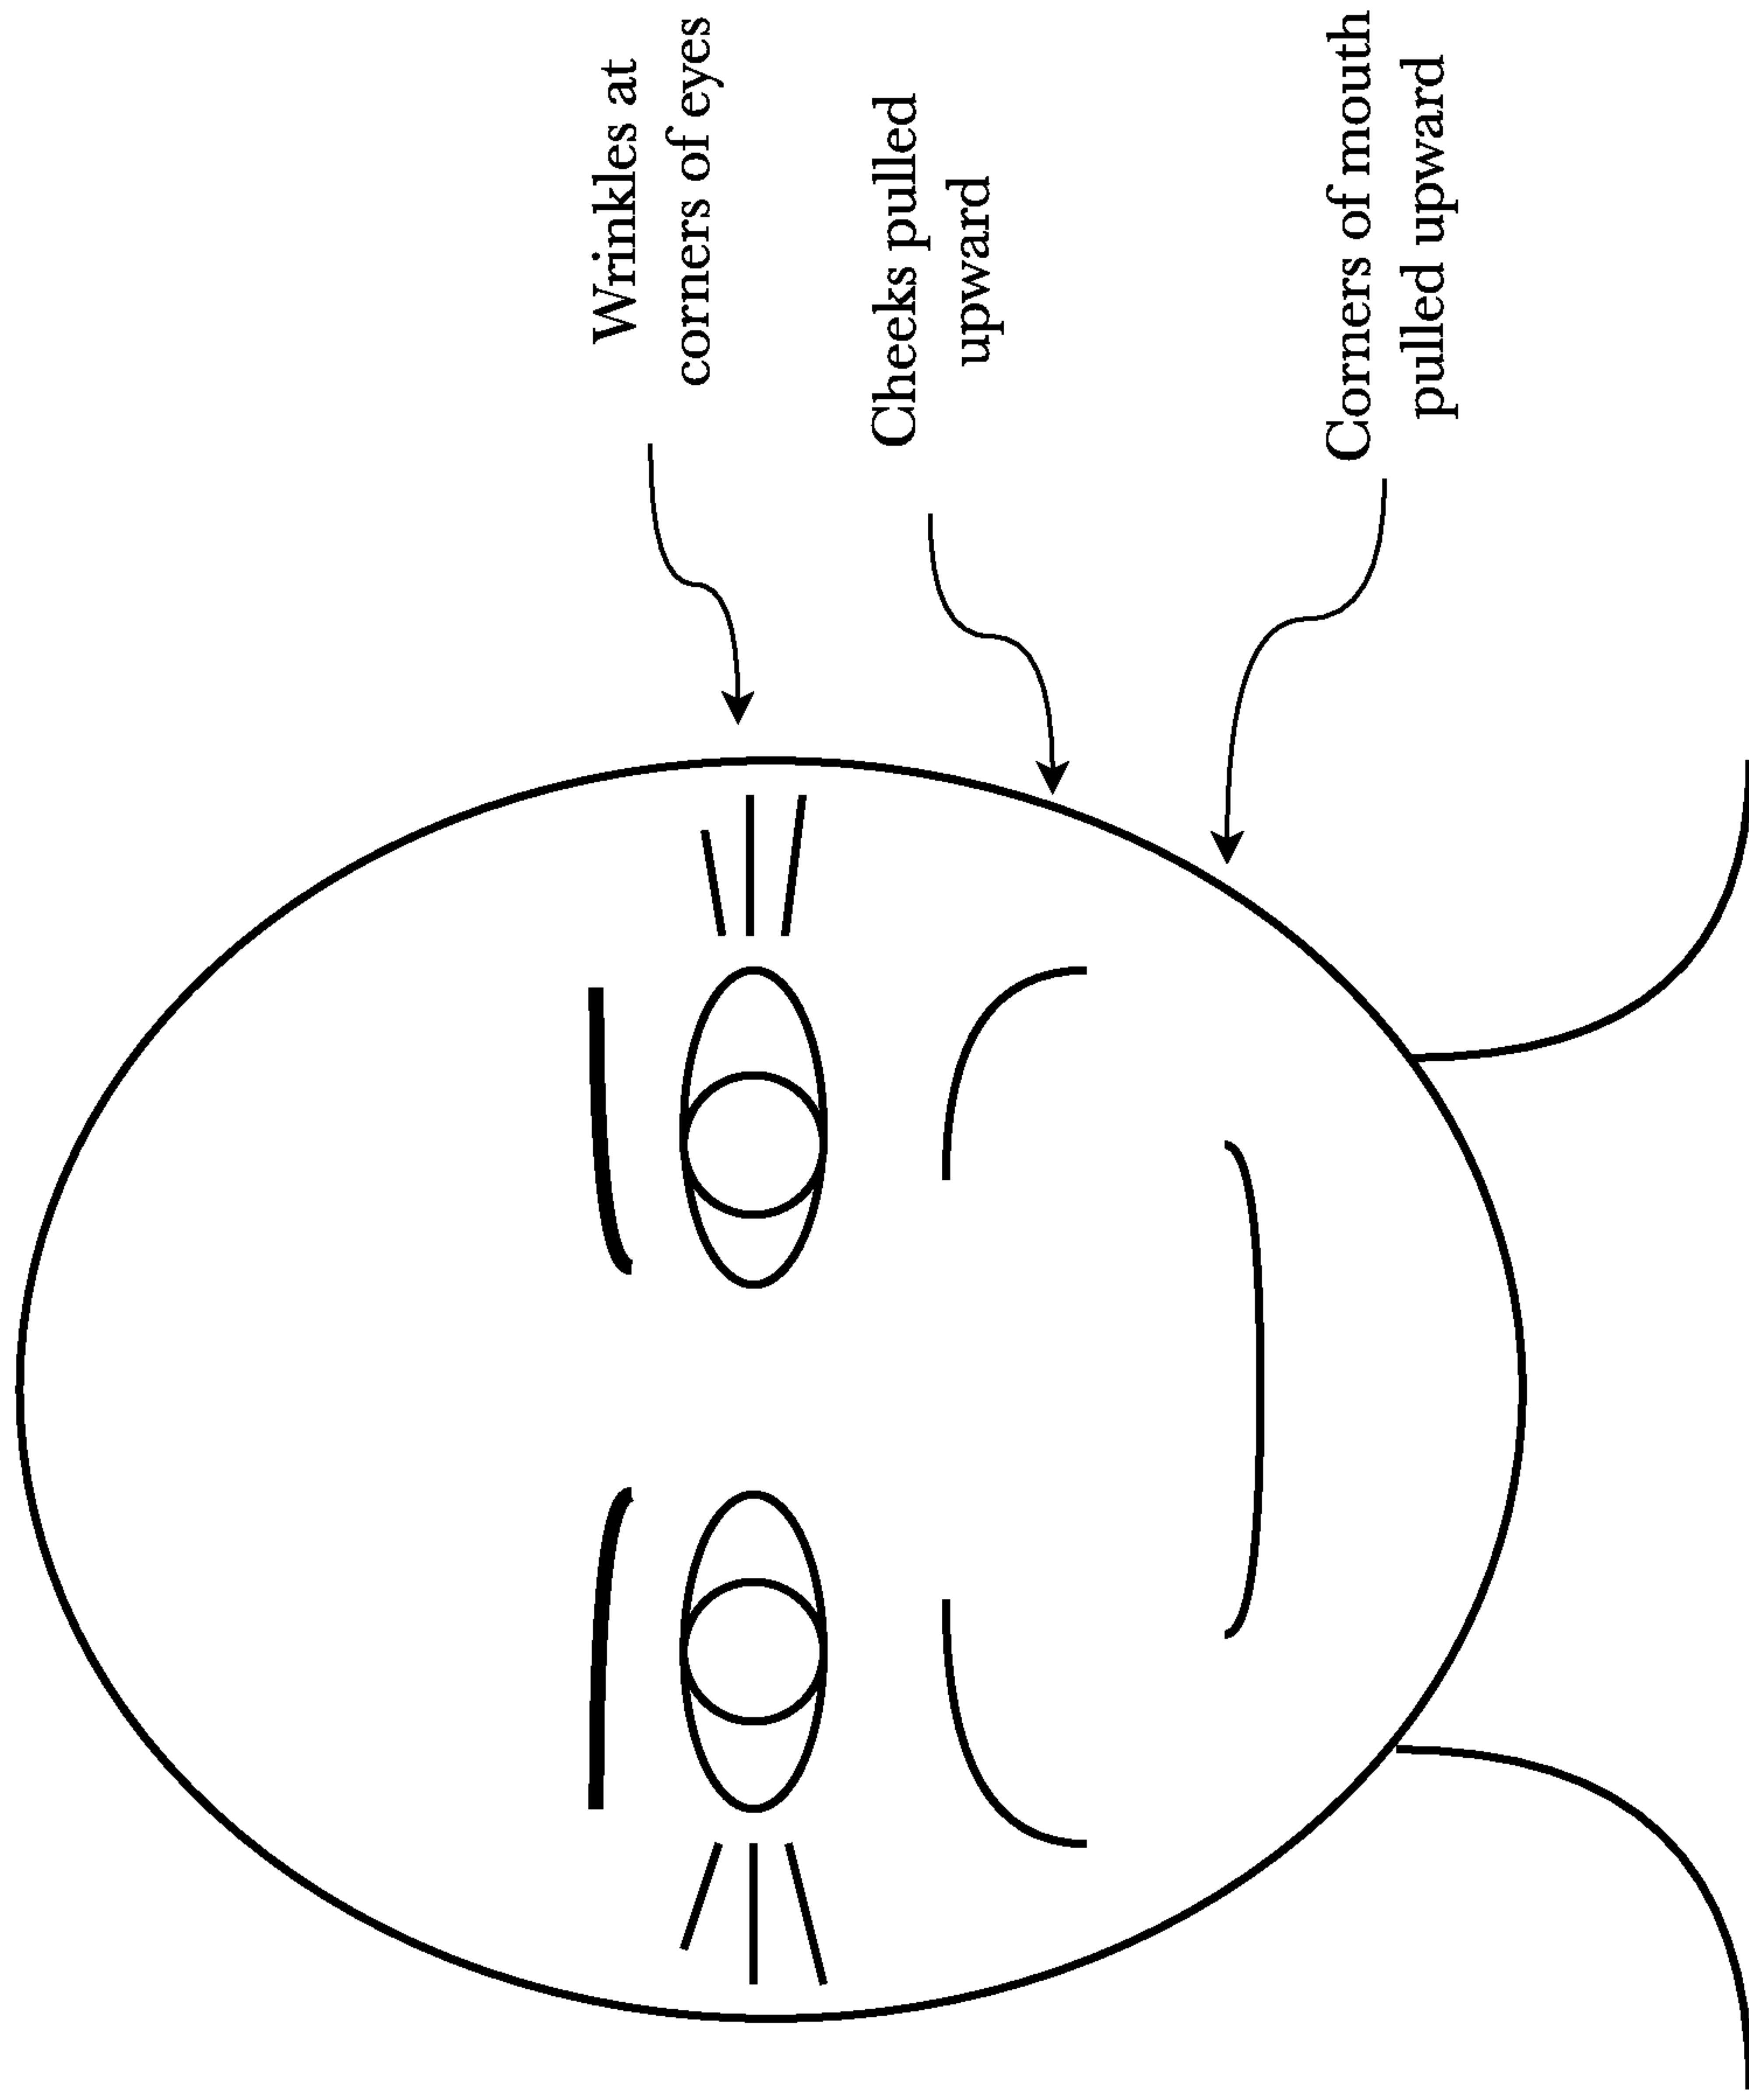 Wrinkles at
corners of eyes
Cheeks pulled
upward
Corners of mouth
pulled upward